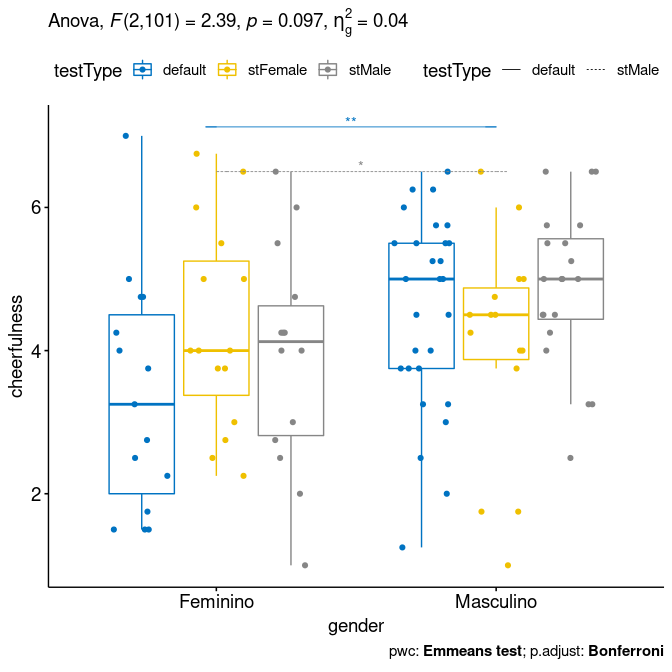 Anova, F(2,101) = 2.39, p = 0.097, η²g = 0.04
testType default stFemale stMale testType default stMale
**
*
6
4
2
cheerfulness
Feminino Masculino
gender
pwc: Emmeans test; p.adjust: Bonferroni